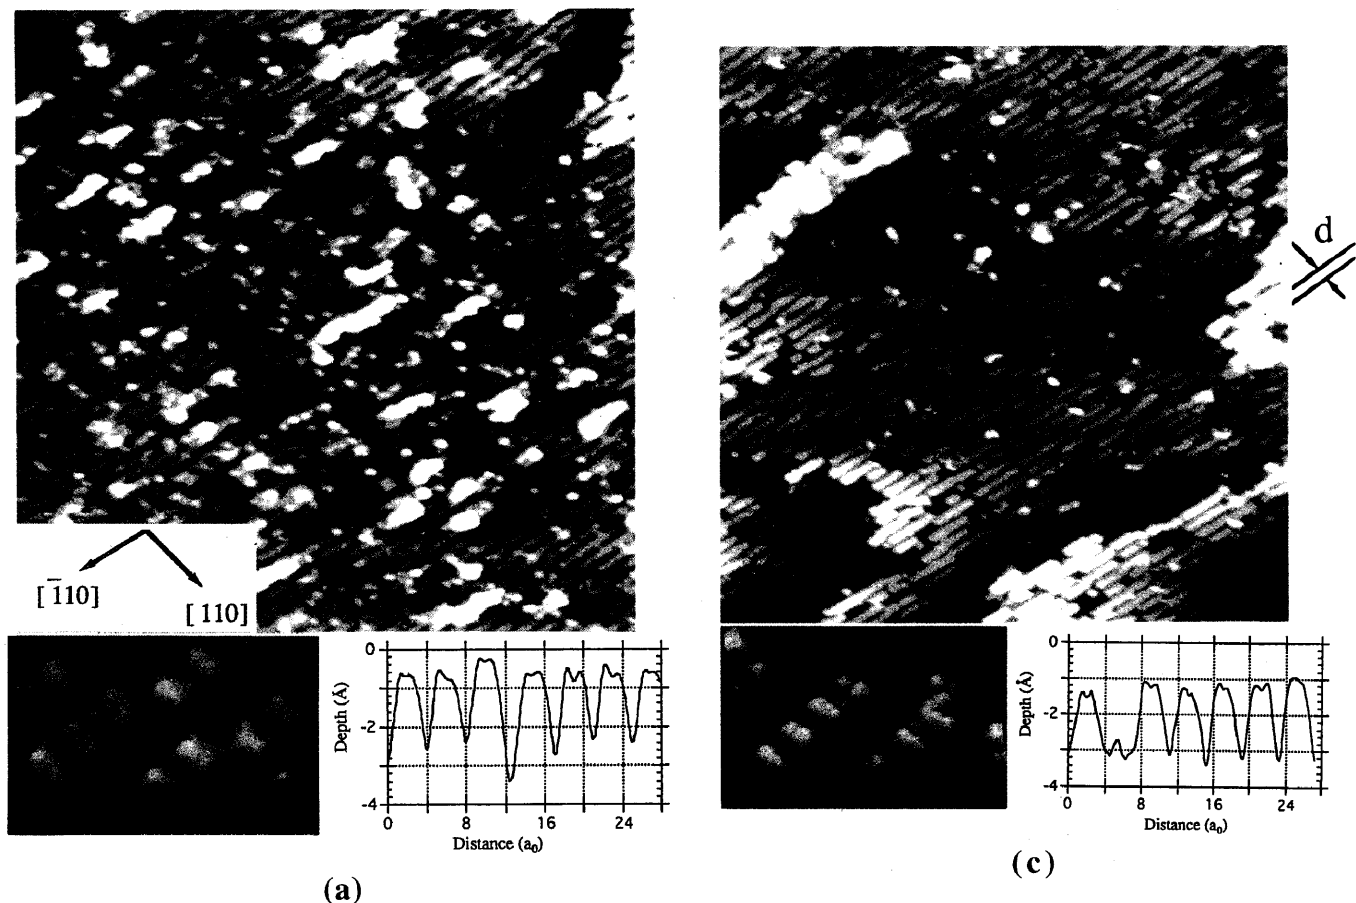 d
[1̅10]
[110]
0
-2
-4
Depth (Å)
0 8 16 24
Distance (a₀)
(a)
0
-2
-4
Depth (Å)
0 8 16 24
Distance (a₀)
(c)